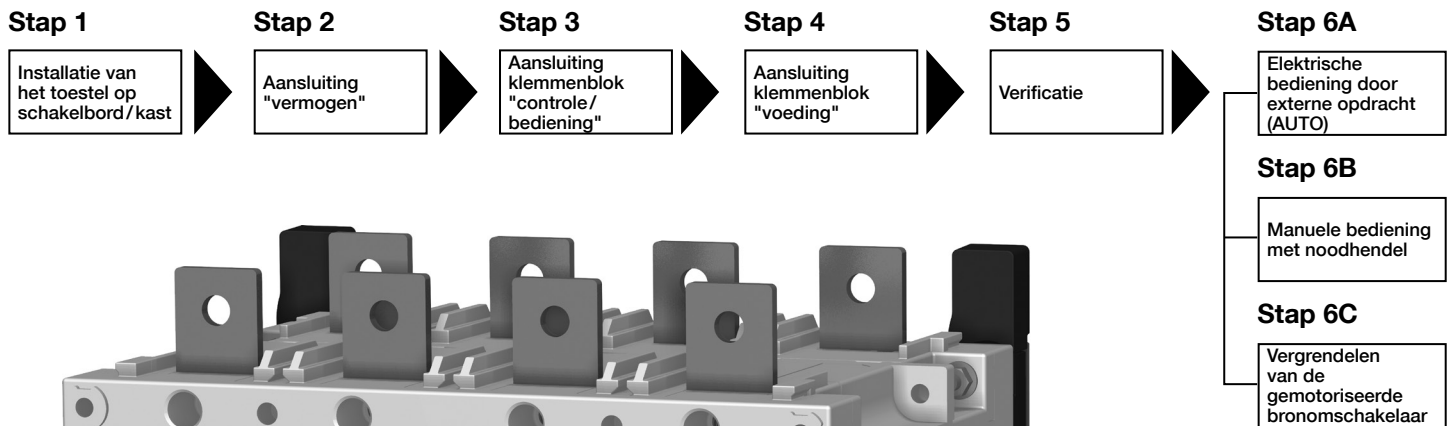 Stap 1
Installatie van
het toestel op
schakelbord/kast
Stap 2
Aansluiting
"vermogen"
Stap 3
Aansluiting
klemmenblok
"controle/
bediening"
Stap 4
Aansluiting
klemmenblok
"voeding"
Stap 5
Verificatie
Stap 6A
Elektrische
bediening door
externe opdracht
(AUTO)
Stap 6B
Manuele bediening
met noodhendel
Stap 6C
Vergrendelen
van de
gemotoriseerde
bronomschakelaar